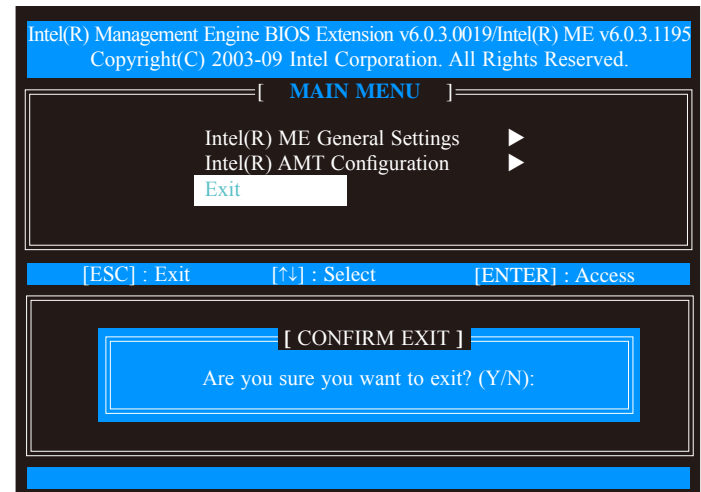 Intel(R) Management Engine BIOS Extension v6.0.3.0019/Intel(R) ME v6.0.3.1195
Copyright(C) 2003-09 Intel Corporation. All Rights Reserved.
[ MAIN MENU ]
Intel(R) ME General Settings ▶
Intel(R) AMT Configuration ▶
Exit
[ESC] : Exit [↑↓] : Select [ENTER] : Access
[ CONFIRM EXIT ]
Are you sure you want to exit? (Y/N):